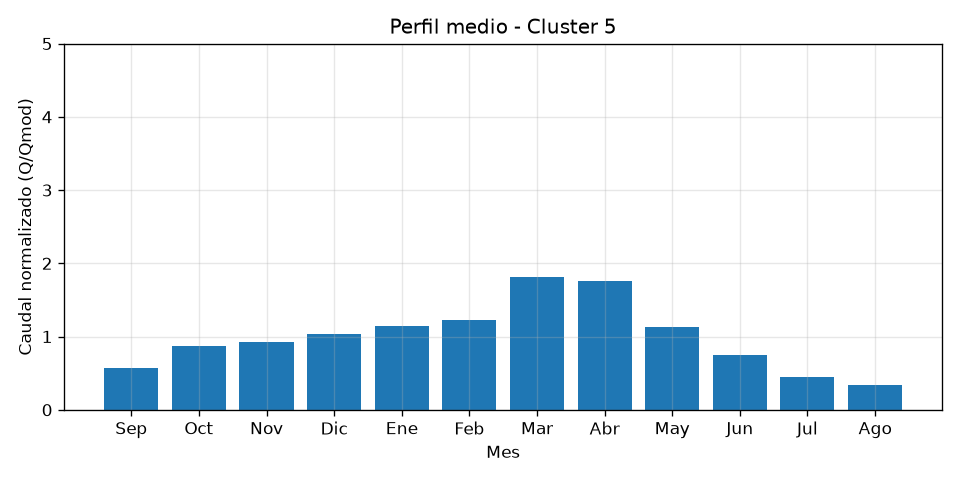 Perfil medio - Cluster 5
Caudal normalizado (Q/Qmod)
5
4
3
2
1
0
Sep Oct Nov Dic Ene Feb Mar Abr May Jun Jul Ago
Mes